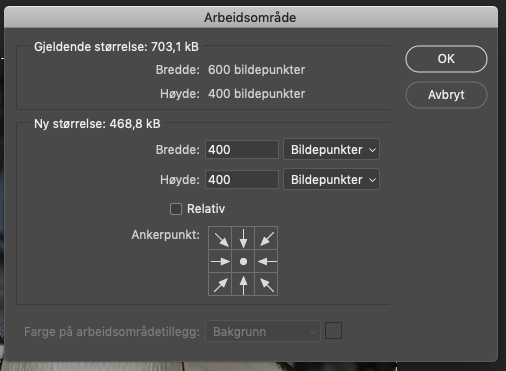 Arbeidsområde
Gjeldende størrelse: 703,1 kB
OK
Bredde: 600 bildepunkter
Høyde: 400 bildepunkter
Avbryt
Ny størrelse: 468,8 kB
Bredde: 400 Bildepunkter
Høyde: 400 Bildepunkter
Relativ
Ankerpunkt:
Farge på arbeidsområdetillegg: Bakgrunn